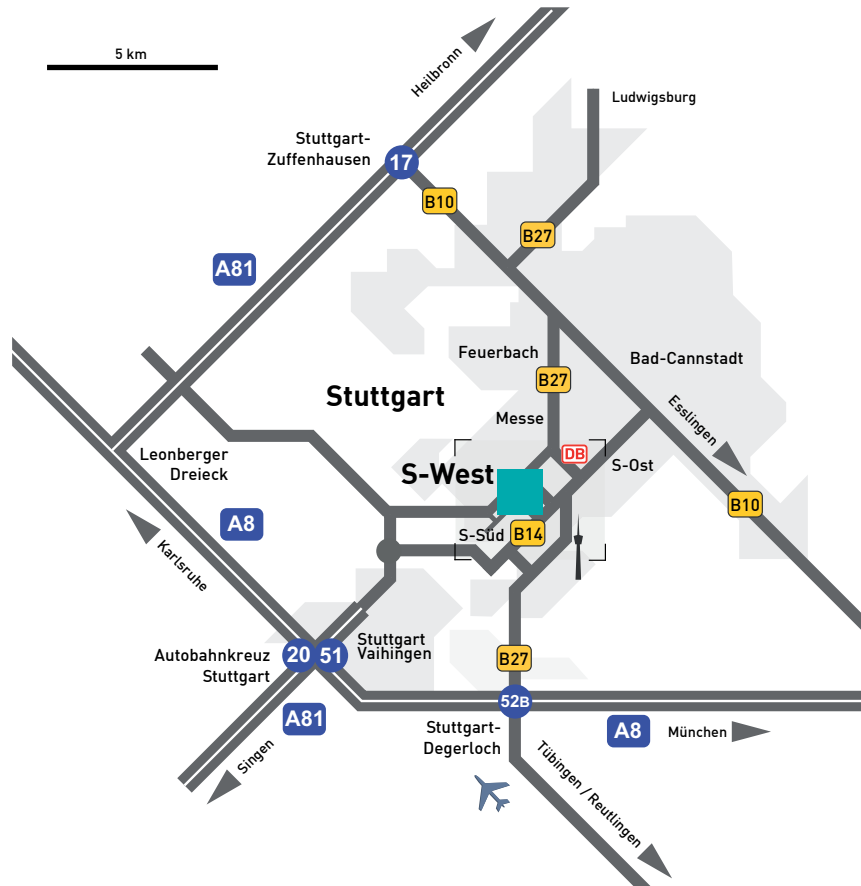 5 km
Heilbronn
Ludwigsburg
Stuttgart-
Zuffenhausen
17
B10
B27
A81
Feuerbach
Bad-Cannstadt
B27
Stuttgart
Messe
Esslingen
Leonberger
Dreieck
S-West
DB
S-Ost
B10
A8
Karlsruhe
S-Süd
B14
Autobahnkreuz
Stuttgart
20
51
Stuttgart
Vaihingen
B27
52B
A81
Singen
Stuttgart-
Degerloch
A8
München
Tübingen / Reutlingen